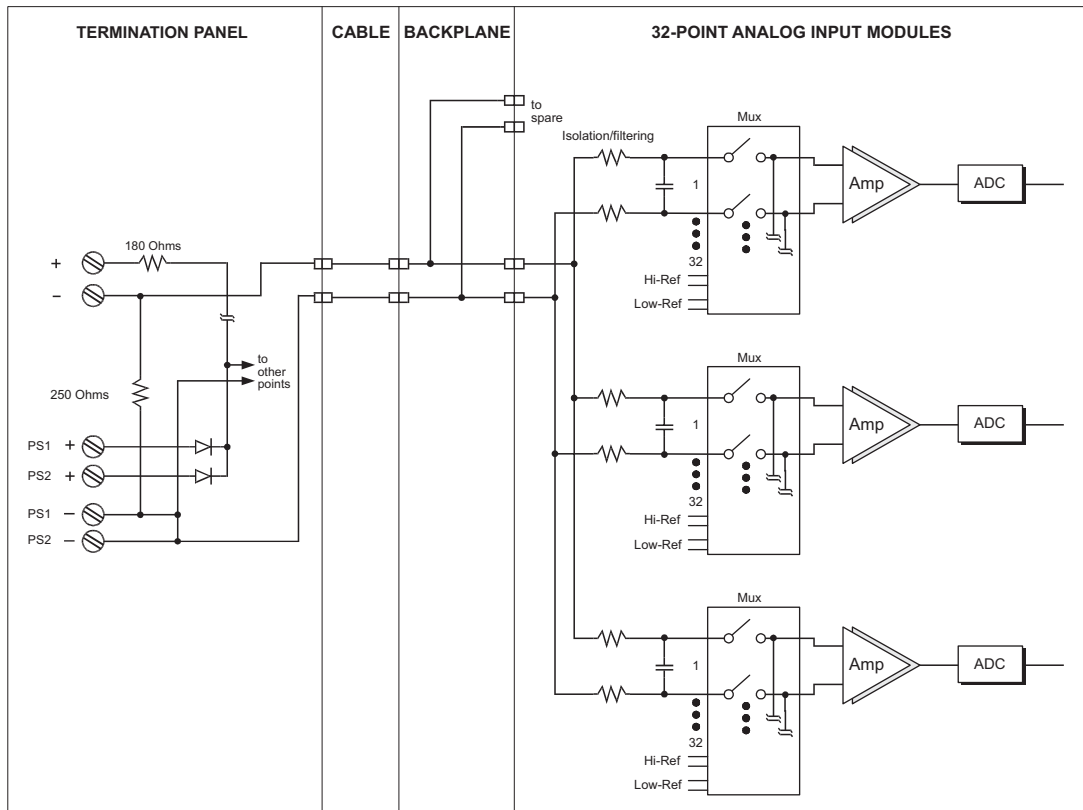 TERMINATION PANEL
CABLE
BACKPLANE
32-POINT ANALOG INPUT MODULES
to
spare
Isolation/filtering
Mux
1
32
Hi-Ref
Low-Ref
Amp
ADC
180 Ohms
+
−
250 Ohms
to
other
points
PS1 +
PS2 +
PS1 −
PS2 −
Mux
1
32
Hi-Ref
Low-Ref
Amp
ADC
Mux
1
32
Hi-Ref
Low-Ref
Amp
ADC